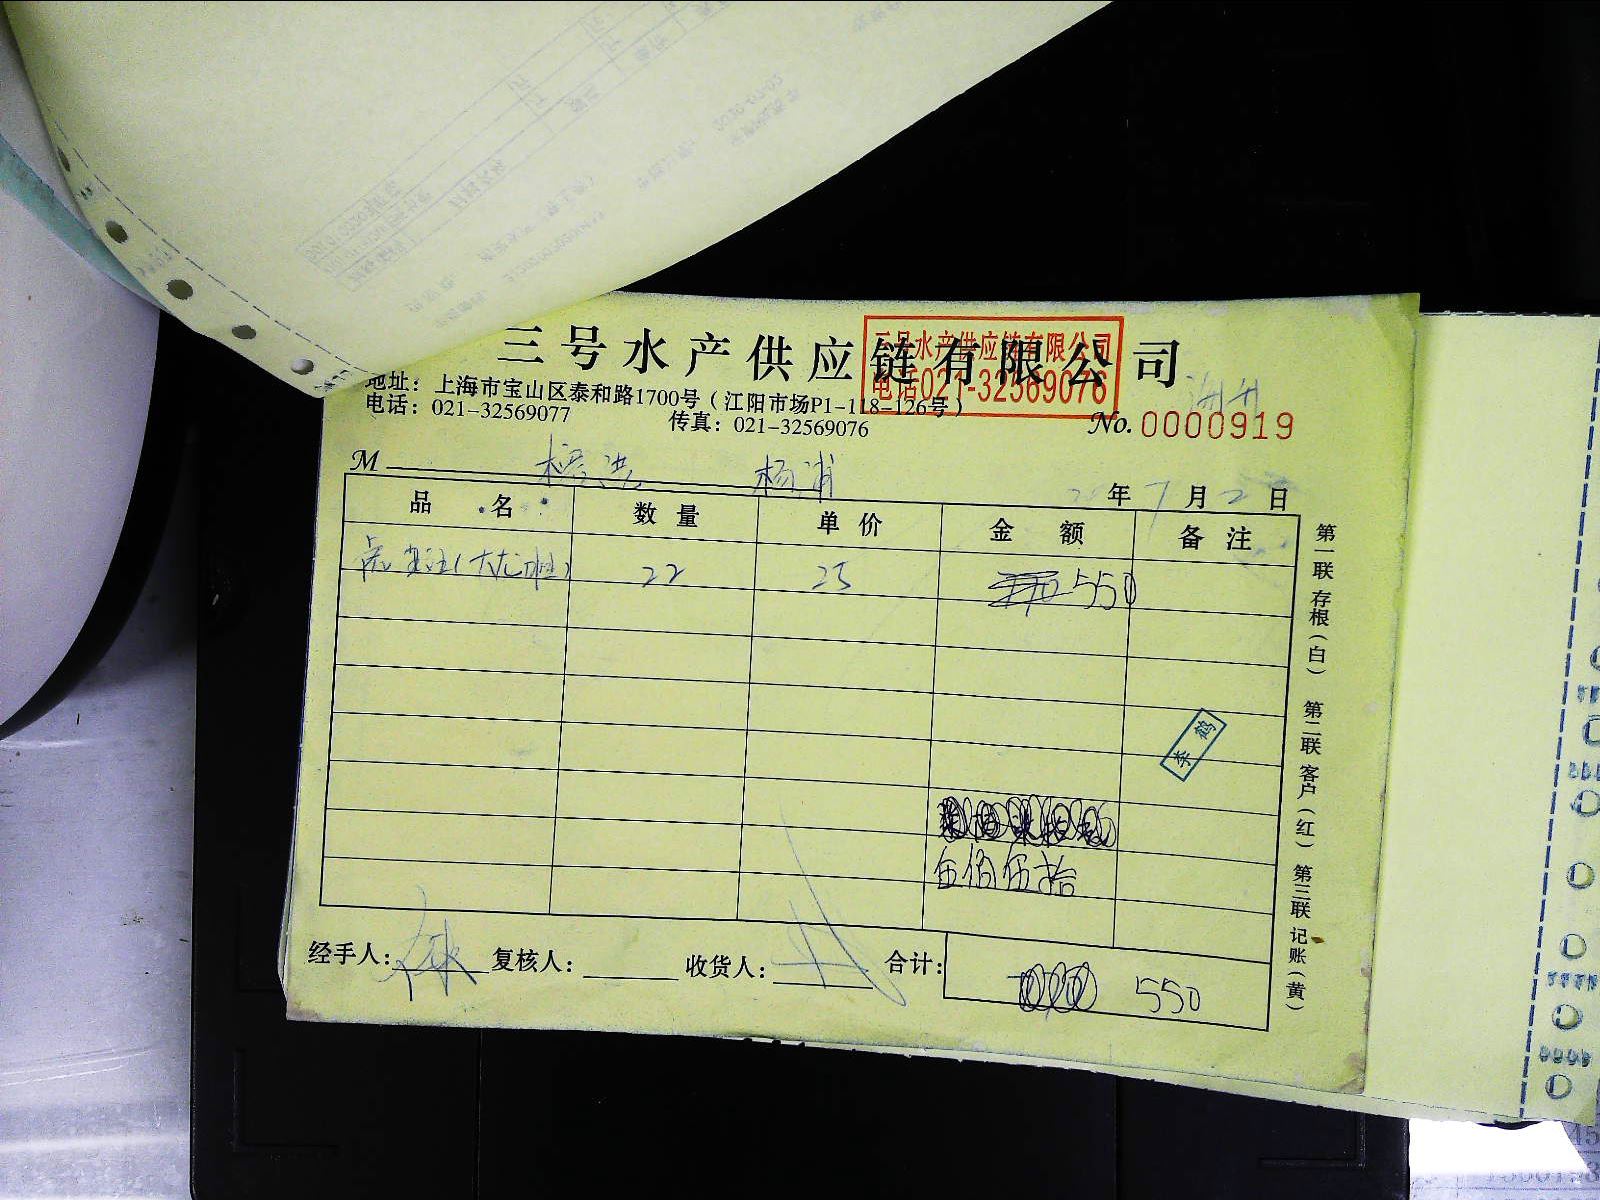 三号水产供应链有限公司
三号水产供应链有限公司
电话021-32569076
地址：上海市宝山区泰和路1700号（江阳市场P1-118-126号）
电话：021-32569077 传真：021-32569076
No. 0000919
M 杨浦
年 7 月 2 日
品 名 数 量 单 价 金 额 备 注
22 25 550
李鹤
伍佰伍拾
经手人： 复核人： 收货人： 合计： 550
第一联 存根（白） 第二联 客户（红） 第三联 记账（黄）